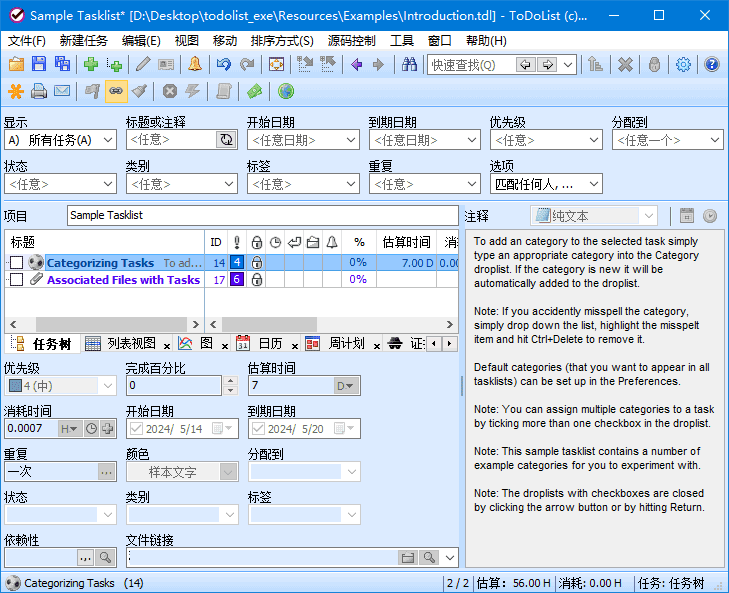 Sample Tasklist* [D:\Desktop\todolist_exe\Resources\Examples\Introduction.tdl] - ToDoList (c)...
文件(F) 新建任务 编辑(E) 视图 移动 排序方式(S) 源码控制 工具 窗口 帮助(H)
快速查找(Q)
显示 标题或注释 开始日期 到期日期 优先级 分配到
A) 所有任务(A) <任意> <任意日期> <任意日期> <任意> <任意一个>
状态 类别 标签 重复 选项
<任意> <任意> <任意> <任意> 匹配任何人, ...
项目 Sample Tasklist
标题 ID ! % 估算时间 消
Categorizing Tasks To ad... 14 4 0% 7.00 D 0.00
Associated Files with Tasks 17 6 0%
任务树 列表视图 x 图 x 日历 x 周计划 x 证
优先级 完成百分比 估算时间
4 (中) 0 7 D
消耗时间 开始日期 到期日期
0.0007 H 2024/ 5/14 2024/ 5/20
重复 颜色 分配到
一次 ... 样本文字
状态 类别 标签
依赖性 文件链接
Categorizing Tasks (14)
2 / 2 估算: 56.00 H 消耗: 0.00 H 任务: 任务树
注释 纯文本
To add an category to the selected task simply
type an appropriate category into the Category
droplist. If the category is new it will be
automatically added to the droplist.
Note: If you accidently misspell the category,
simply drop down the list, highlight the misspelt
item and hit Ctrl+Delete to remove it.
Default categories (that you want to appear in all
tasklists) can be set up in the Preferences.
Note: You can assign multiple categories to a task
by ticking more than one checkbox in the droplist.
Note: This sample tasklist contains a number of
example categories for you to experiment with.
Note: The droplists with checkboxes are closed
by clicking the arrow button or by hitting Return.